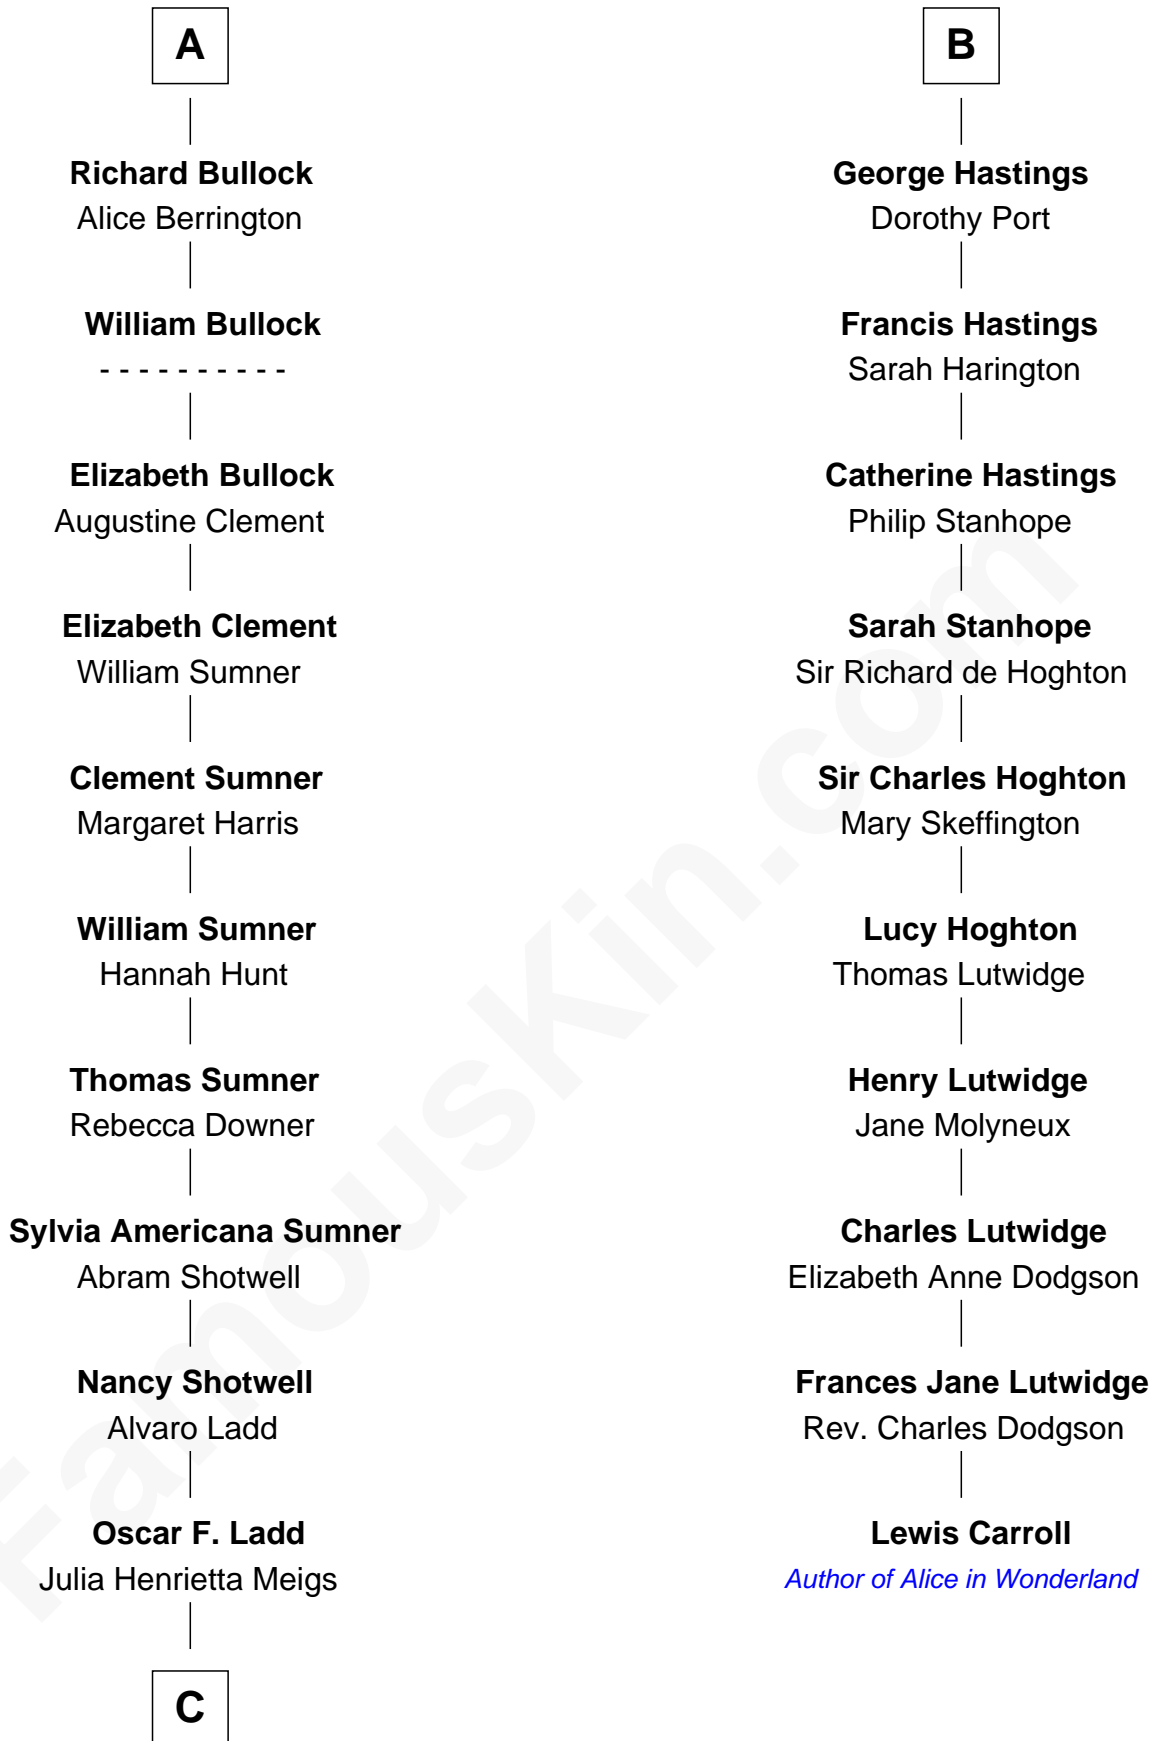 A
Richard Bullock
Alice Berrington
William Bullock
- - - - - - - - - -
Elizabeth Bullock
Augustine Clement
Elizabeth Clement
William Sumner
Clement Sumner
Margaret Harris
William Sumner
Hannah Hunt
Thomas Sumner
Rebecca Downer
Sylvia Americana Sumner
Abram Shotwell
Nancy Shotwell
Alvaro Ladd
Oscar F. Ladd
Julia Henrietta Meigs
C
B
George Hastings
Dorothy Port
Francis Hastings
Sarah Harington
Catherine Hastings
Philip Stanhope
Sarah Stanhope
Sir Richard de Hoghton
Sir Charles Hoghton
Mary Skeffington
Lucy Hoghton
Thomas Lutwidge
Henry Lutwidge
Jane Molyneux
Charles Lutwidge
Elizabeth Anne Dodgson
Frances Jane Lutwidge
Rev. Charles Dodgson
Lewis Carroll
Author of Alice in Wonderland
FamousKin.com